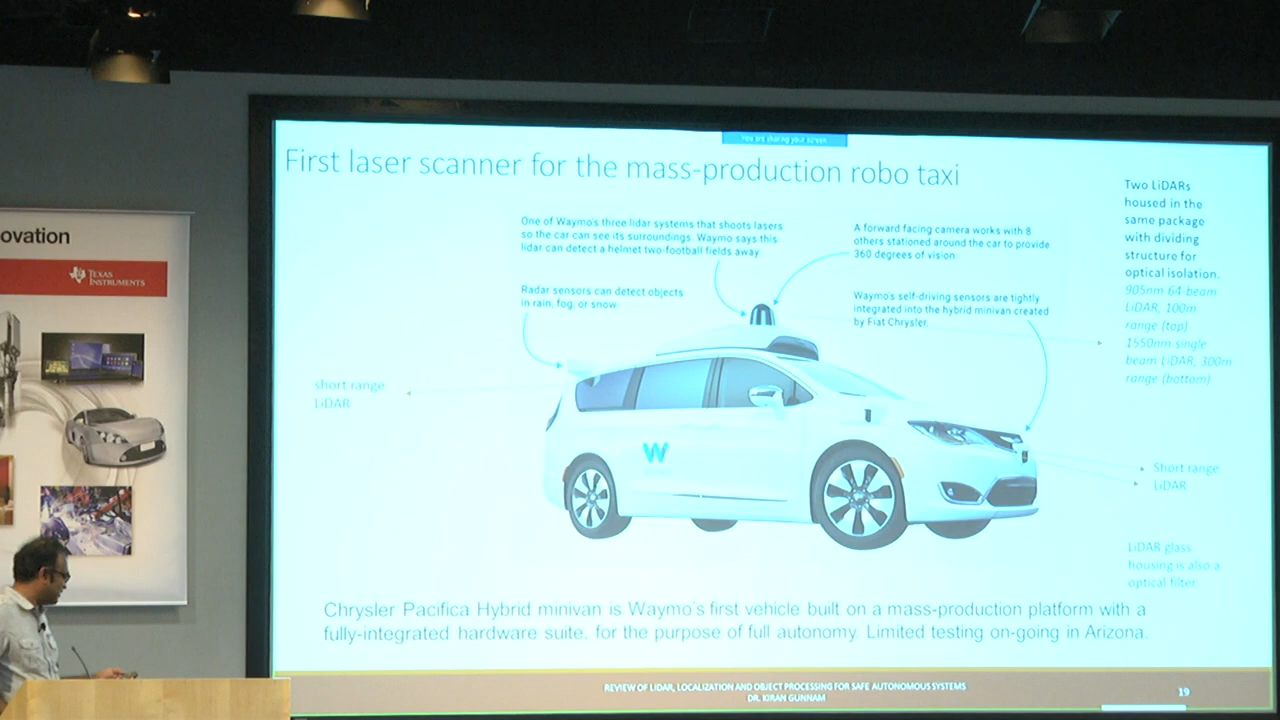 You are sharing your screen
First laser scanner for the mass-production robo taxi
ovation
TEXAS
INSTRUMENTS
One of Waymo's three lidar systems that shoots lasers
so the car can see its surroundings. Waymo says this
lidar can detect a helmet two football fields away.
A forward facing camera works with 8
others stationed around the car to provide
360 degrees of vision.
Radar sensors can detect objects
in rain, fog, or snow.
Waymo's self-driving sensors are tightly
integrated into the hybrid minivan created
by Fiat Chrysler.
Two LiDARs
housed in the
same package
with dividing
structure for
optical isolation.
905nm 64-beam
LiDAR, 100m
range (top)
1550nm single
beam LiDAR, 300m
range (bottom)
short range
LiDAR
W
Short range
LiDAR
LiDAR glass
housing is also a
optical filter.
Chrysler Pacifica Hybrid minivan is Waymo's first vehicle built on a mass-production platform with a
fully-integrated hardware suite, for the purpose of full autonomy. Limited testing on-going in Arizona.
REVIEW OF LIDAR, LOCALIZATION AND OBJECT PROCESSING FOR SAFE AUTONOMOUS SYSTEMS
DR. KIRAN GUNNAM
19